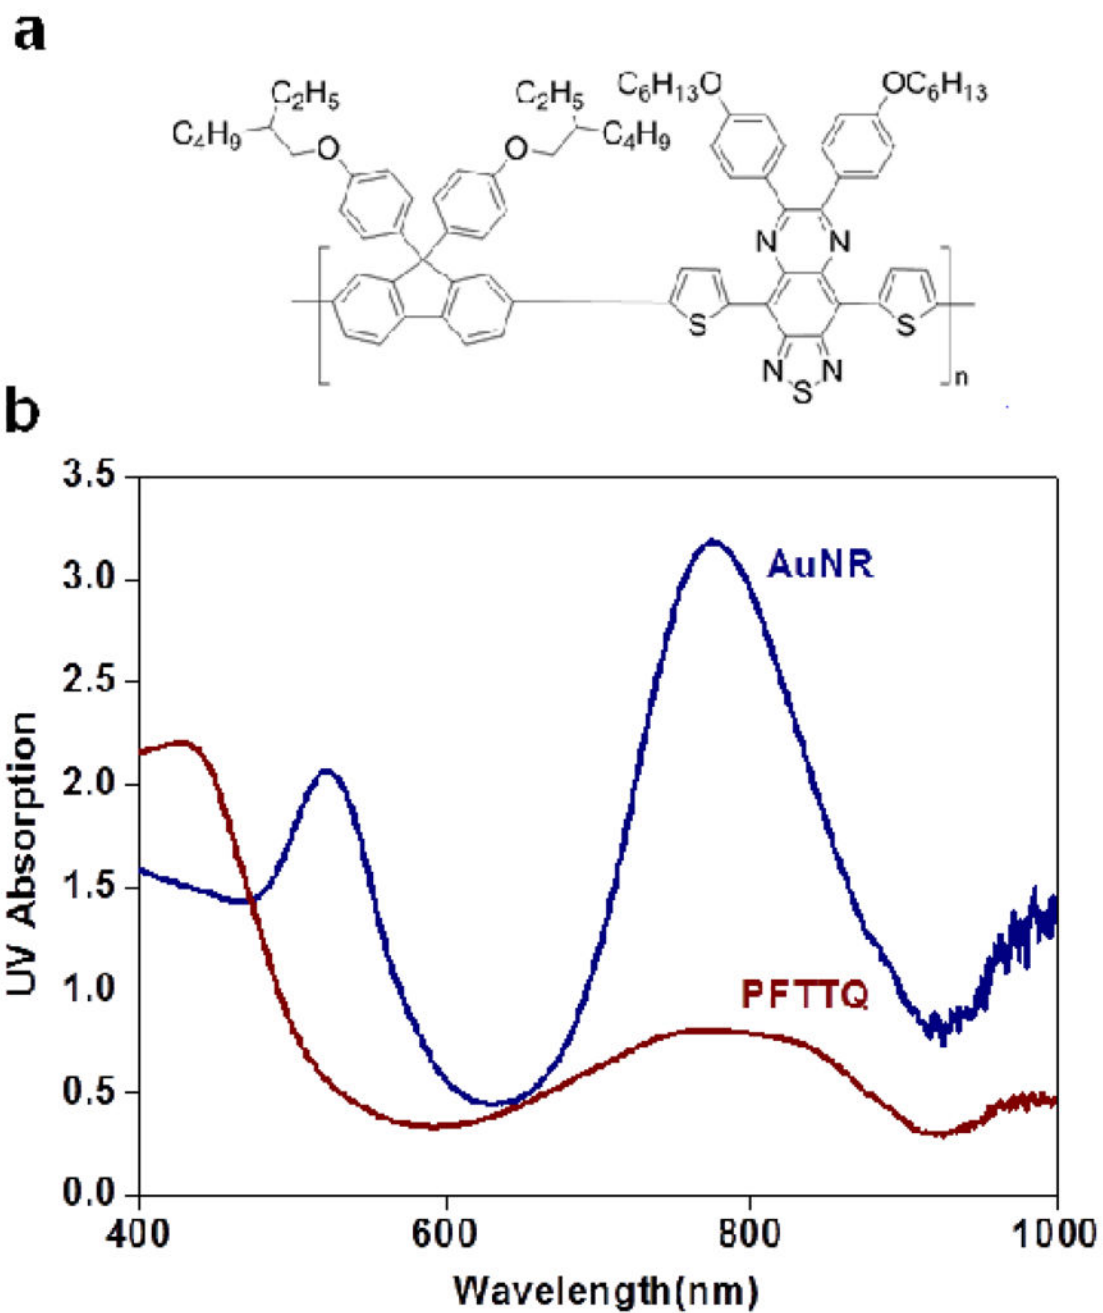 a
C2H5 C2H5 C6H13O OC6H13
C4H9 O O C4H9
N N
S S
N N
S
n
b
3.5
3.0
2.5
2.0
1.5
1.0
0.5
0.0
UV Absorption
AuNR
PFTTQ
400 600 800 1000
Wavelength(nm)